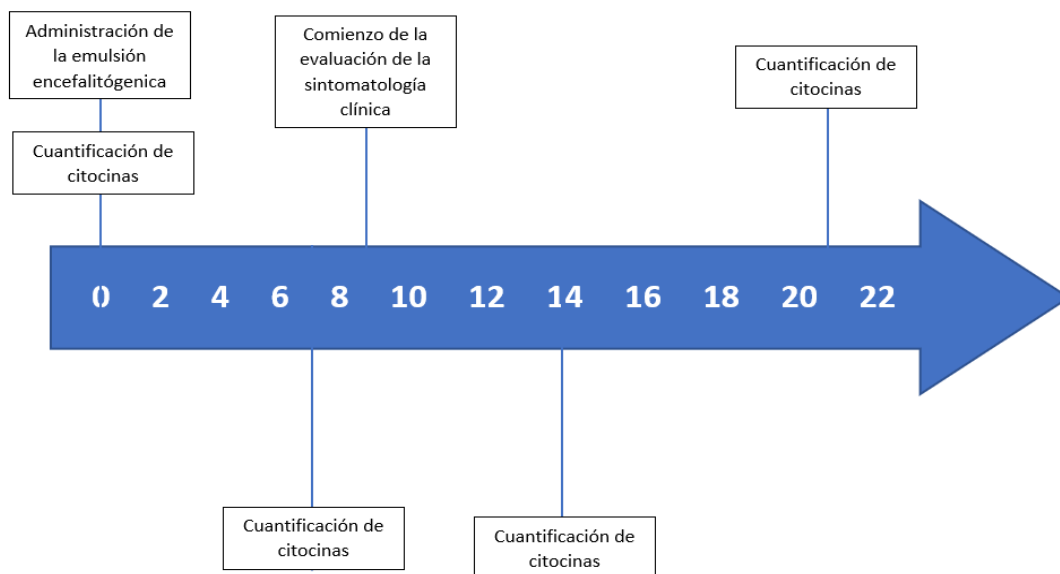 Administración de
la emulsión
encefalitógenica
Cuantificación de
citocinas
Comienzo de la
evaluación de la
sintomatología
clínica
Cuantificación de
citocinas
0 2 4 6 8 10 12 14 16 18 20 22
Cuantificación de
citocinas
Cuantificación de
citocinas